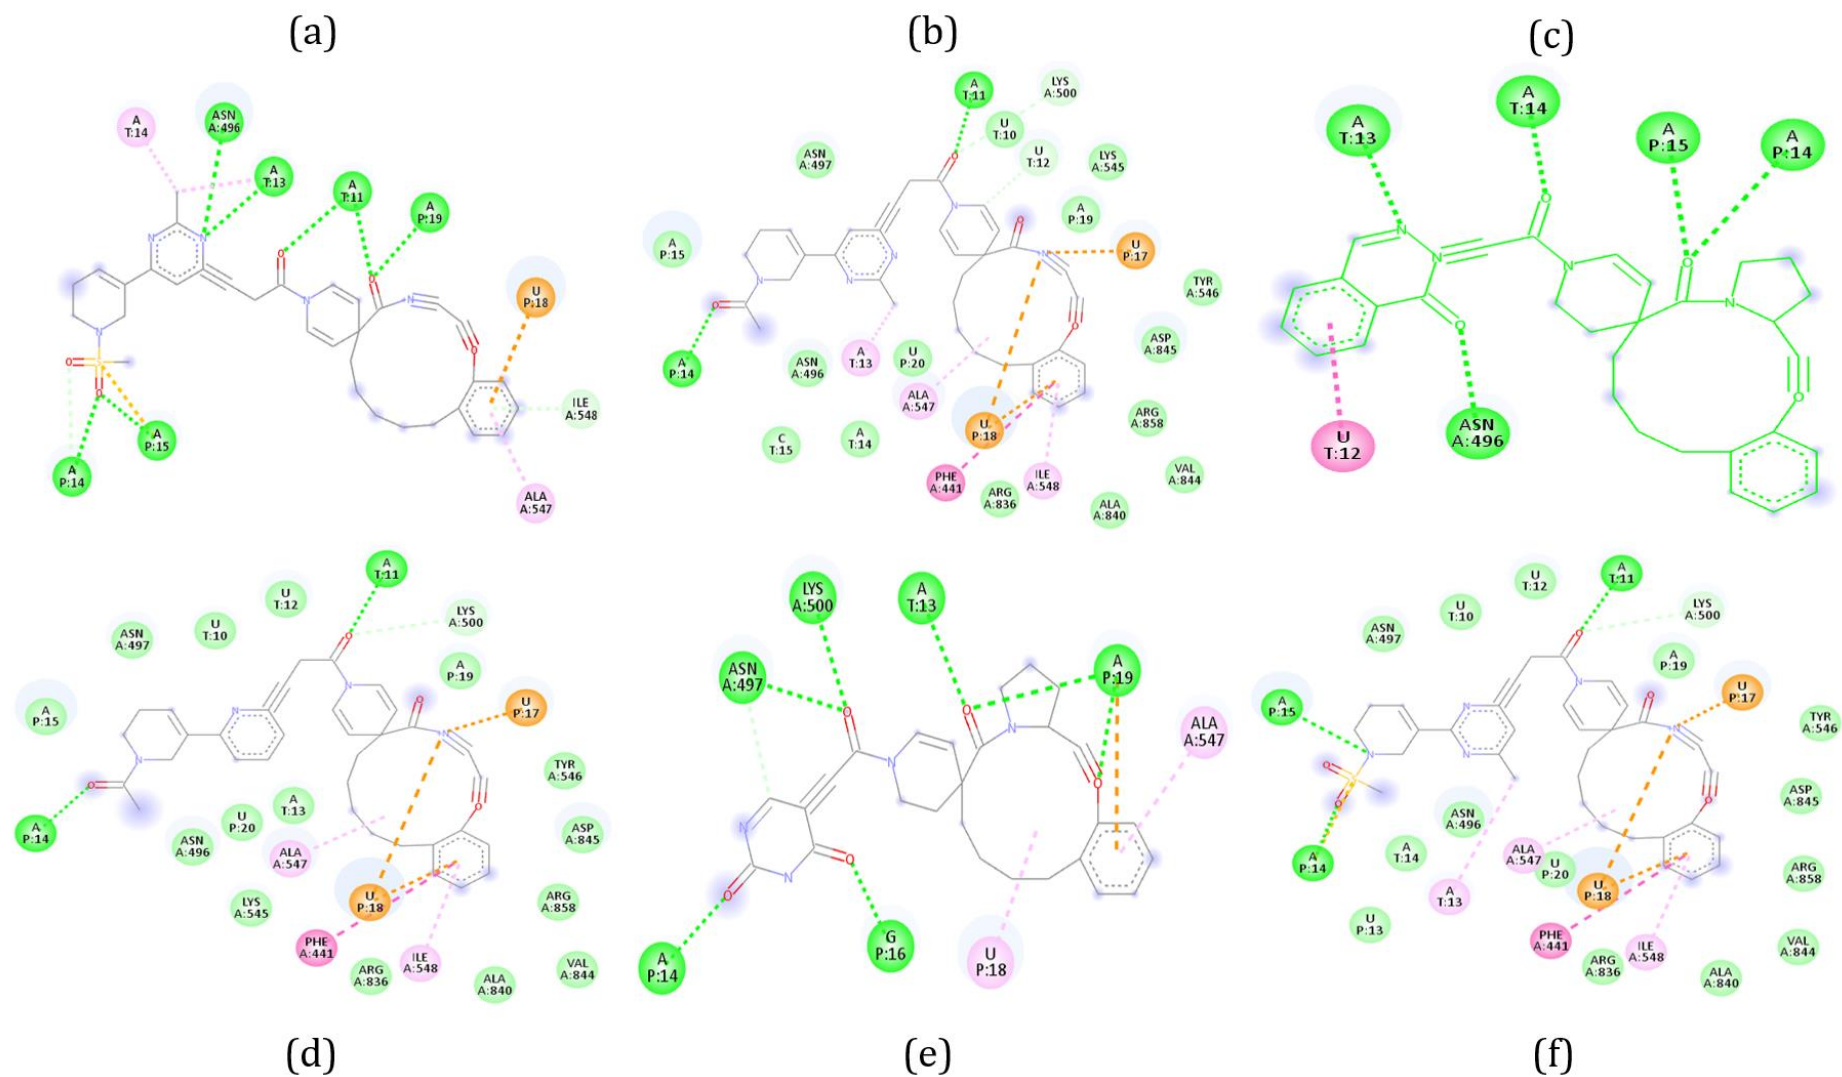 (a)
(b)
(c)
A
T:14
ASN
A:496
A
T:13
A
T:11
A
P:19
U
P:18
ILE
A:548
ALA
A:547
A
P:15
A
P:14
N
N
N
S
O
O
O
N
O
N
O
A
T:11
LYS
A:500
U
T:10
U
T:12
LYS
A:545
ASN
A:497
A
P:19
A
P:15
U
P:17
TYR
A:546
ASP
A:845
A
P:14
ASN
A:496
A
T:13
U
P:20
ALA
A:547
U
P:18
ARG
A:858
C
T:15
A
T:14
PHE
A:441
ARG
A:836
ILE
A:548
ALA
A:840
VAL
A:844
O
N
O
N
O
N
N
N
O
A
T:13
A
T:14
A
P:15
A
P:14
U
T:12
ASN
A:496
N
N
O
O
N
O
N
O
A
T:11
U
T:12
LYS
A:500
ASN
A:497
U
T:10
A
P:19
A
P:15
U
P:17
TYR
A:546
ASP
A:845
A
P:14
ASN
A:496
U
P:20
A
T:13
ALA
A:547
LYS
A:545
U
P:18
ARG
A:858
PHE
A:441
ARG
A:836
ILE
A:548
ALA
A:840
VAL
A:844
O
N
O
N
N
O
N
O
LYS
A:500
A
T:13
ASN
A:497
A
P:19
ALA
A:547
A
P:14
G
P:16
U
P:18
O
O
N
N
O
N
N
O
O
A
T:11
U
T:12
LYS
A:500
ASN
A:497
U
T:10
A
P:19
A
P:15
U
P:17
TYR
A:546
ASP
A:845
A
P:14
A
T:14
ASN
A:496
ALA
A:547
U
P:20
U
P:18
ARG
A:858
A
T:13
U
P:13
PHE
A:441
ARG
A:836
ILE
A:548
ALA
A:840
VAL
A:844
O
N
O
N
N
N
N
O
S
O
O
(d)
(e)
(f)